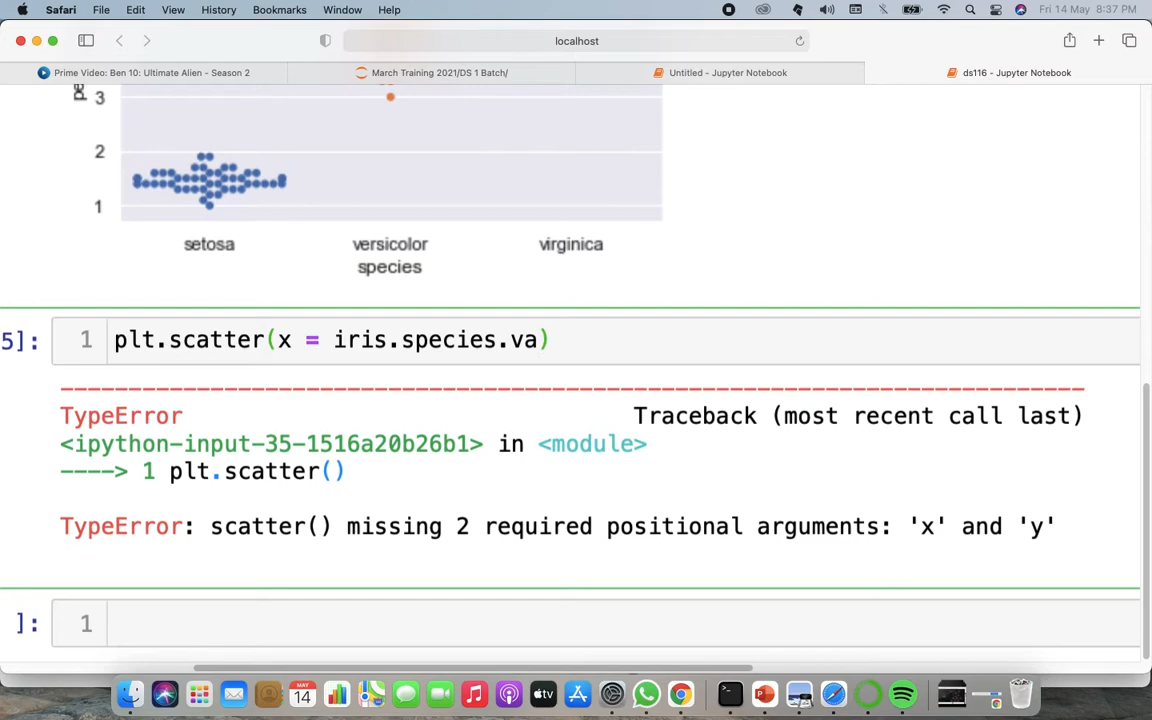 Safari File Edit View History Bookmarks Window Help Fri 14 May 8:37 PM
localhost
Prime Video: Ben 10: Ultimate Alien - Season 2 March Training 2021/DS 1 Batch/ Untitled - Jupyter Notebook ds116 - Jupyter Notebook
3
2
1
setosa versicolor virginica
species
5]: 1 plt.scatter(x = iris.species.va)
TypeError Traceback (most recent call last)
<ipython-input-35-1516a20b26b1> in <module>
----> 1 plt.scatter()
TypeError: scatter() missing 2 required positional arguments: 'x' and 'y'
]: 1
MAY
14
tv